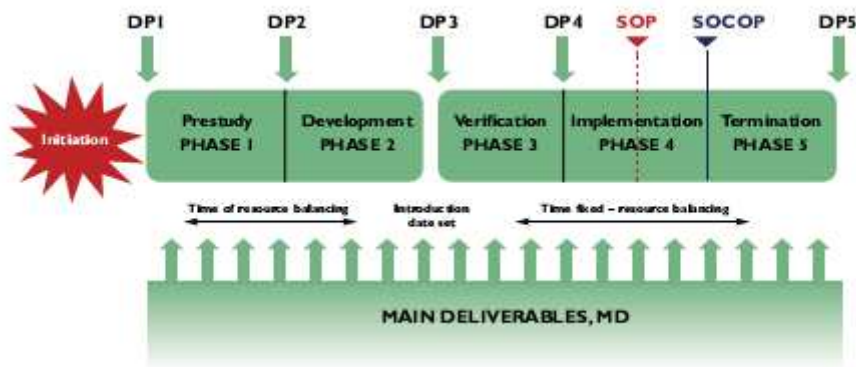 DP1 DP2 DP3 DP4 SOP SOCOP DP5
Initiation
Prestudy Development Verification Implementation Termination
PHASE 1 PHASE 2 PHASE 3 PHASE 4 PHASE 5
Time of resource balancing Introduction Time fixed – resource balancing
date set
MAIN DELIVERABLES, MD